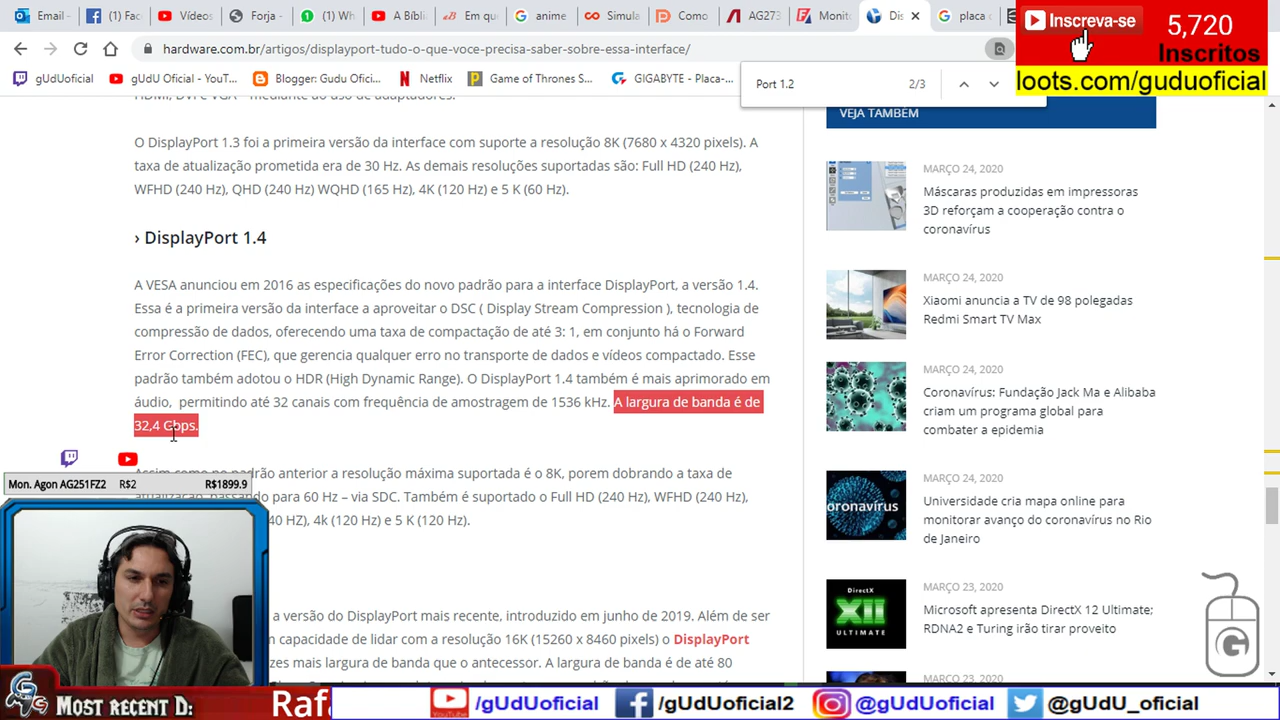 Email -
(1) Fac
Vídeos
Forja -
(1) Wh
A Bíbli
Em que
anime
Simula
Como
AG273
Monito
Dis
placa c
hardware.com.br/artigos/displayport-tudo-o-que-voce-precisa-saber-sobre-essa-interface/
gUdUoficial
gUdU Oficial - YouT...
Blogger: Gudu Ofici...
Netflix
Game of Thrones S...
GIGABYTE - Placa-...
Port 1.2
2/3
Inscreva-se
5,720
Inscritos
loots.com/guduoficial
HDMI, DVI e VGA – mediante ao uso de adaptadores.
O DisplayPort 1.3 foi a primeira versão da interface com suporte a resolução 8K (7680 x 4320 pixels). A
taxa de atualização prometida era de 30 Hz. As demais resoluções suportadas são: Full HD (240 Hz),
WFHD (240 Hz), QHD (240 Hz) WQHD (165 Hz), 4K (120 Hz) e 5 K (60 Hz).
› DisplayPort 1.4
A VESA anunciou em 2016 as especificações do novo padrão para a interface DisplayPort, a versão 1.4.
Essa é a primeira versão da interface a aproveitar o DSC ( Display Stream Compression ), tecnologia de
compressão de dados, oferecendo uma taxa de compactação de até 3: 1, em conjunto há o Forward
Error Correction (FEC), que gerencia qualquer erro no transporte de dados e vídeos compactado. Esse
padrão também adotou o HDR (High Dynamic Range). O DisplayPort 1.4 também é mais aprimorado em
áudio, permitindo até 32 canais com frequência de amostragem de 1536 kHz. A largura de banda é de
32,4 Gbps.
Assim como no padrão anterior a resolução máxima suportada é o 8K, porem dobrando a taxa de
atualização, passando para 60 Hz – via SDC. Também é suportado o Full HD (240 Hz), WFHD (240 Hz),
40 HZ), 4k (120 Hz) e 5 K (120 Hz).
a versão do DisplayPort mais recente, introduzido em junho de 2019. Além de ser
capacidade de lidar com a resolução 16K (15260 x 8460 pixels) o DisplayPort
zes mais largura de banda que o antecessor. A largura de banda é de até 80
VEJA TAMBÉM
MARÇO 24, 2020
Máscaras produzidas em impressoras
3D reforçam a cooperação contra o
coronavírus
MARÇO 24, 2020
Xiaomi anuncia a TV de 98 polegadas
Redmi Smart TV Max
MARÇO 24, 2020
Coronavírus: Fundação Jack Ma e Alibaba
criam um programa global para
combater a epidemia
MARÇO 24, 2020
Universidade cria mapa online para
monitorar avanço do coronavírus no Rio
de Janeiro
oronavírus
MARÇO 23, 2020
Microsoft apresenta DirectX 12 Ultimate;
RDNA2 e Turing irão tirar proveito
DirectX
XII
ULTIMATE
MARÇO 23, 2020
Mon. Agon AG251FZ2 R$2 R$1899.9
Most recent D:
Rafa
YouTube
/gUdUoficial
/gUdUoficial2
@gUdUoficial
@gUdU_oficial
G